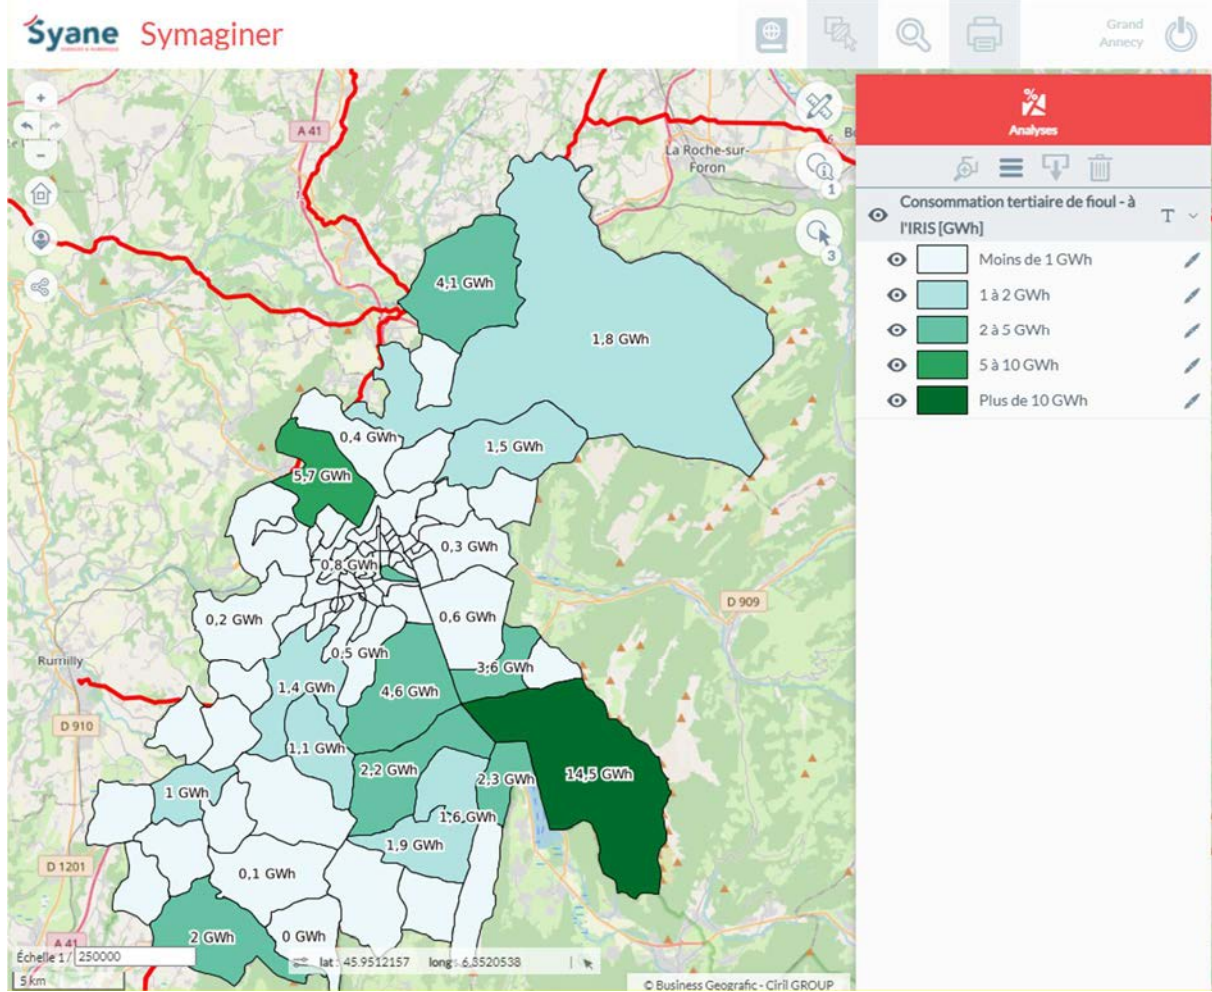 Syane Symaginer
Grand
Annecy
%
Analyses
Consommation tertiaire de fioul - à
l'IRIS [GWh]
T
Moins de 1 GWh
1 à 2 GWh
2 à 5 GWh
5 à 10 GWh
Plus de 10 GWh
+
-
1
3
A 41
La Roche-sur-
Foron
4,1 GWh
1,8 GWh
0,4 GWh
1,5 GWh
5,7 GWh
0,3 GWh
0,8 GWh
D 909
0,2 GWh
0,6 GWh
0,5 GWh
Rumilly
3,6 GWh
1,4 GWh
4,6 GWh
D 910
1,1 GWh
2,2 GWh
2,3 GWh
14,5 GWh
1 GWh
1,6 GWh
1,9 GWh
D 1201
0,1 GWh
2 GWh
0 GWh
A 41
Échelle 1 / 250000
lat : 45.9512157 long : 6.3520538
5 km
© Business Geografic - Ciril GROUP